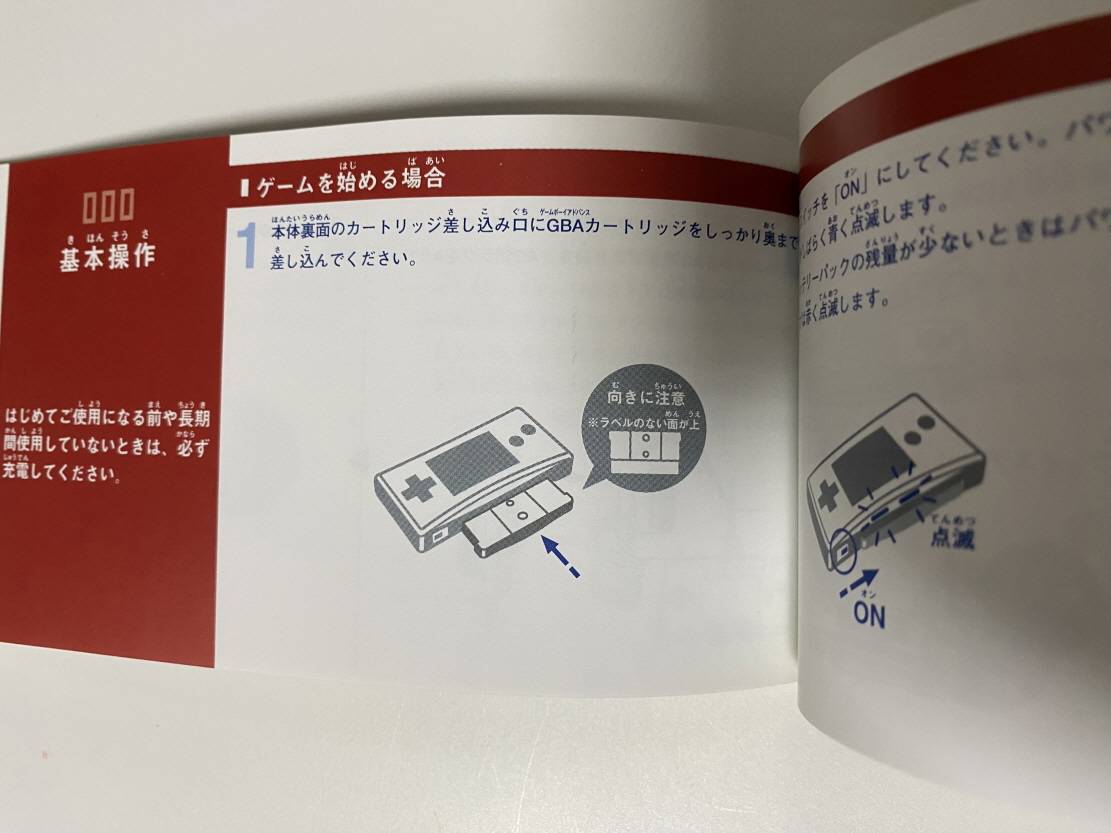 基本操作
はじめてご使用になる前や長期
間使用していないときは、必ず
充電してください。
ゲームを始める場合
1 本体裏面のカートリッジ差し込み口にGBAカートリッジをしっかり奥まで
差し込んでください。
向きに注意
※ラベルのない面が上
イッチを「ON」にしてください。
しばらく青く点滅します。
テリーパックの残量が少ないときは
は赤く点滅します。
点滅
ON